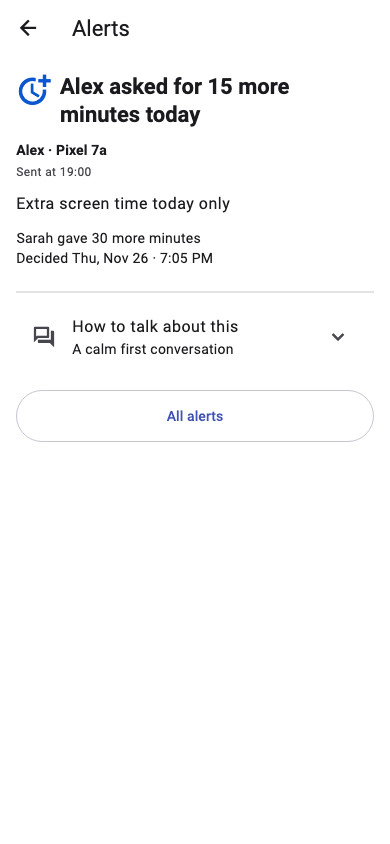 Alerts
Alex asked for 15 more
minutes today
Alex · Pixel 7a
Sent at 19:00
Extra screen time today only
Sarah gave 30 more minutes
Decided Thu, Nov 26 · 7:05 PM
How to talk about this
A calm first conversation
All alerts